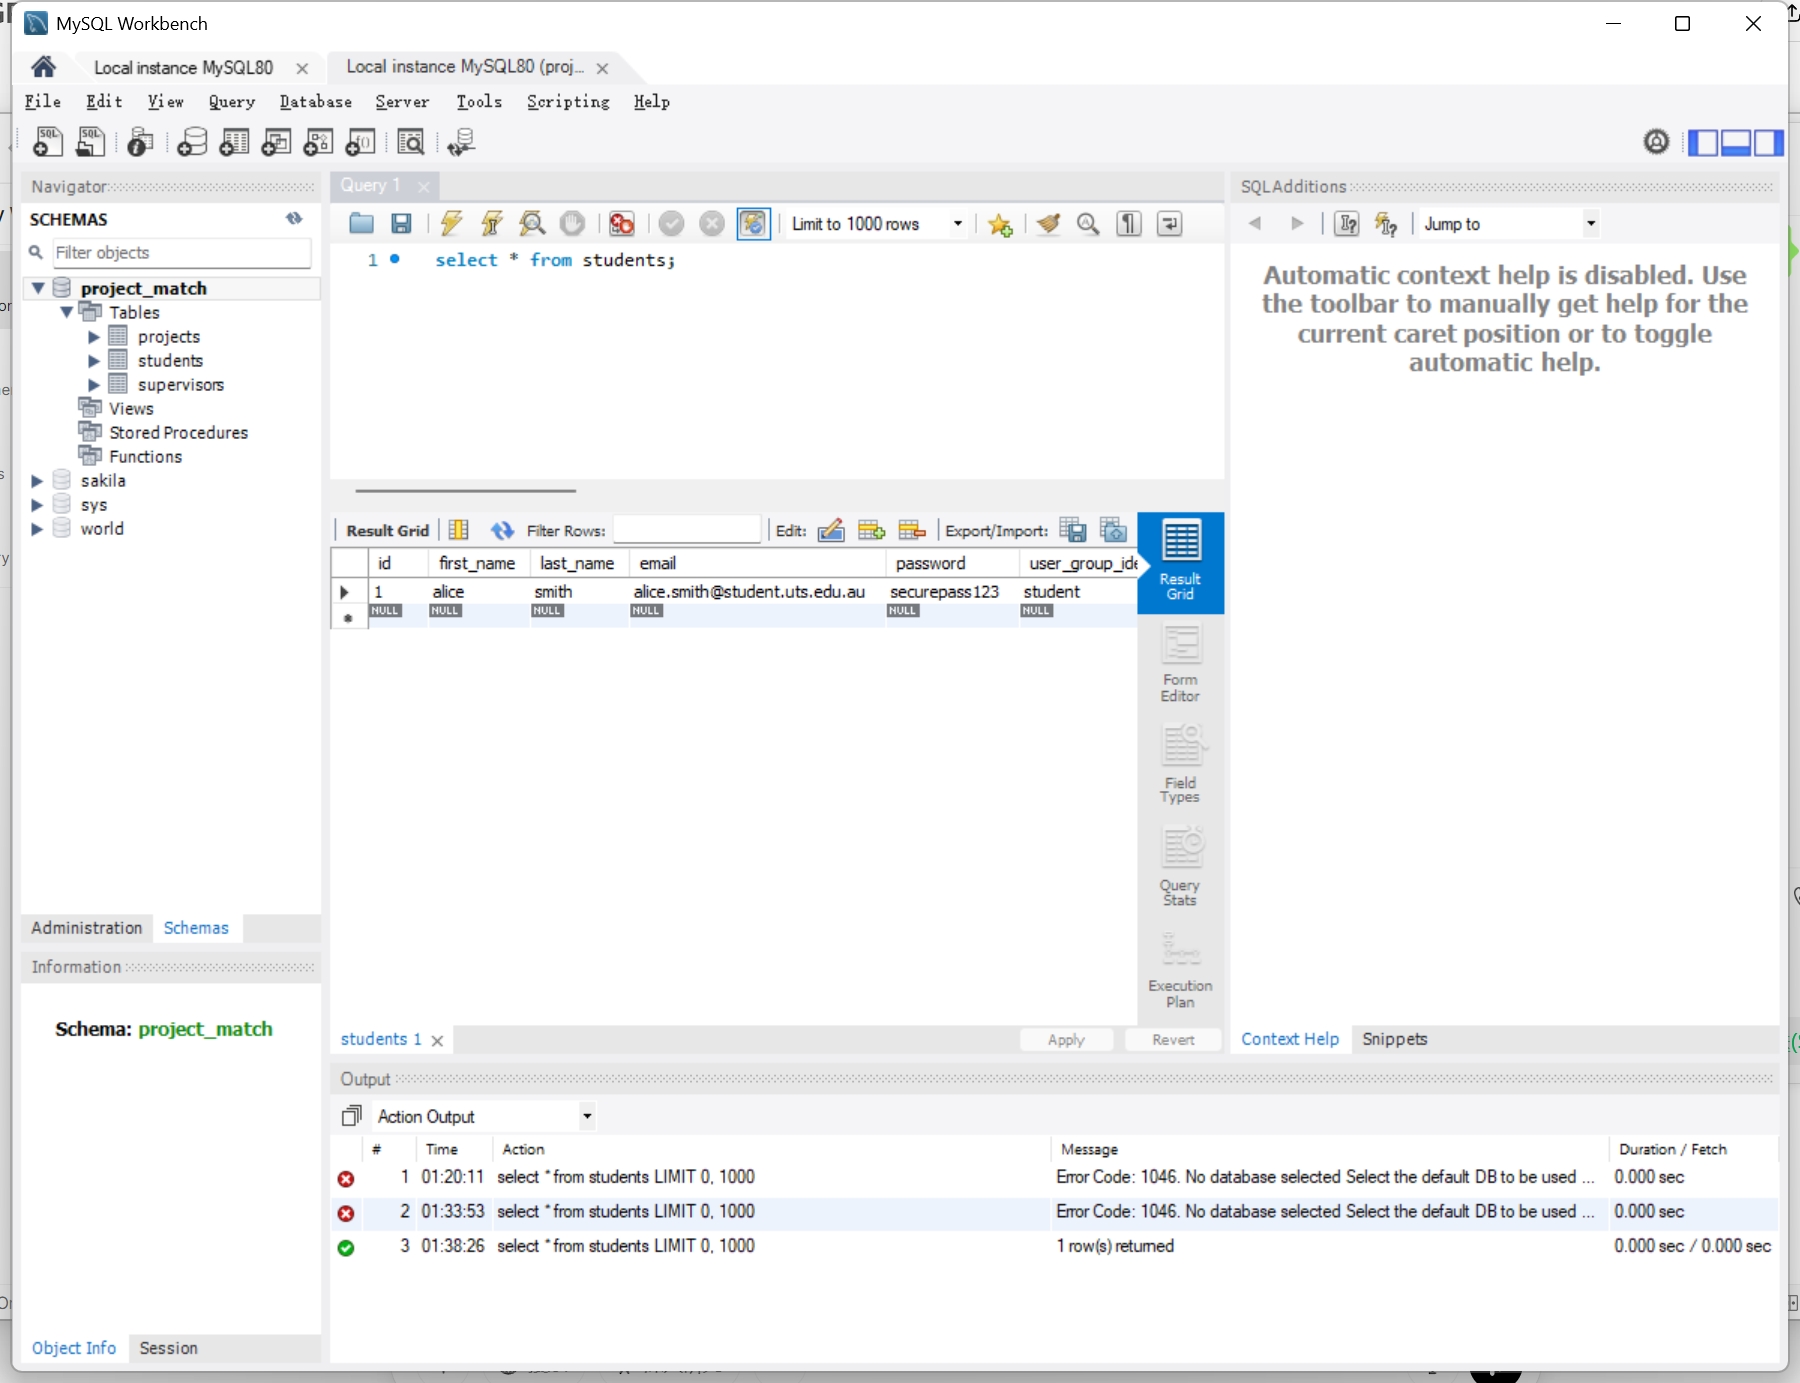 MySQL Workbench
Local instance MySQL80
Local instance MySQL80 (proj...
File Edit View Query Database Server Tools Scripting Help
Navigator
SCHEMAS
Filter objects
project_match
Tables
projects
students
supervisors
Views
Stored Procedures
Functions
sakila
sys
world
Administration Schemas
Information
Schema: project_match
Object Info Session
Query 1
Limit to 1000 rows
1 select * from students;
Result Grid Filter Rows: Edit: Export/Import:
id first_name last_name email password user_group_ide
1 alice smith alice.smith@student.uts.edu.au securepass123 student
NULL NULL NULL NULL NULL NULL
Result
Grid
Form
Editor
Field
Types
Query
Stats
Execution
Plan
students 1
Apply Revert
SQLAdditions
Jump to
Automatic context help is disabled. Use
the toolbar to manually get help for the
current caret position or to toggle
automatic help.
Context Help Snippets
Output
Action Output
# Time Action Message Duration / Fetch
1 01:20:11 select * from students LIMIT 0, 1000 Error Code: 1046. No database selected Select the default DB to be used ... 0.000 sec
2 01:33:53 select * from students LIMIT 0, 1000 Error Code: 1046. No database selected Select the default DB to be used ... 0.000 sec
3 01:38:26 select * from students LIMIT 0, 1000 1 row(s) returned 0.000 sec / 0.000 sec